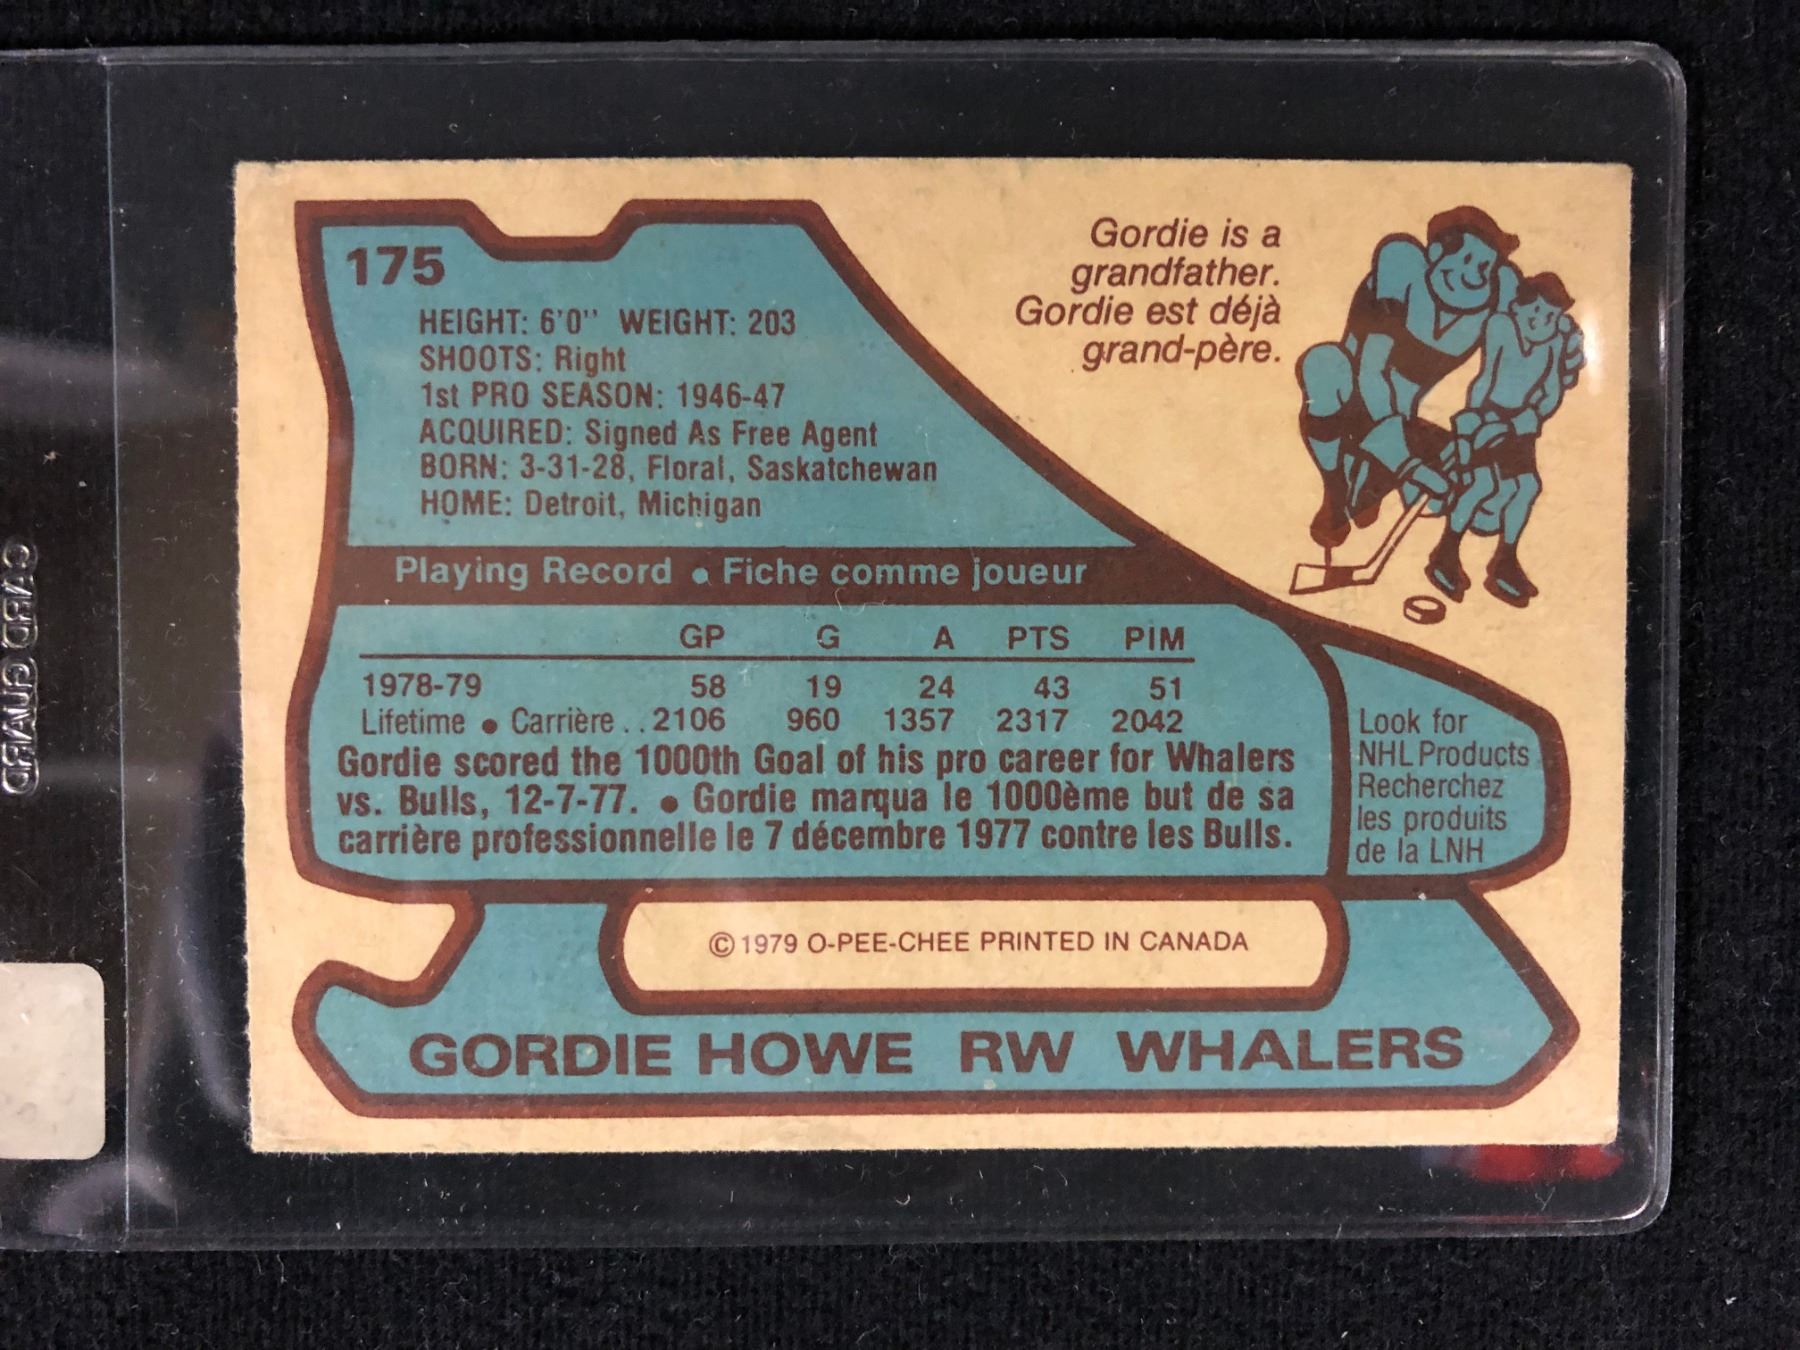 175
HEIGHT: 6'0" WEIGHT: 203
SHOOTS: Right
1st PRO SEASON: 1946-47
ACQUIRED: Signed As Free Agent
BORN: 3-31-28, Floral, Saskatchewan
HOME: Detroit, Michigan
Gordie is a
grandfather.
Gordie est déjà
grand-père.
Playing Record • Fiche comme joueur
GP G A PTS PIM
1978-79 58 19 24 43 51
Lifetime • Carrière . . 2106 960 1357 2317 2042
Gordie scored the 1000th Goal of his pro career for Whalers
vs. Bulls, 12-7-77. • Gordie marqua le 1000ème but de sa
carrière professionnelle le 7 décembre 1977 contre les Bulls.
Look for
NHL Products
Recherchez
les produits
de la LNH
© 1979 O-PEE-CHEE PRINTED IN CANADA
GORDIE HOWE RW WHALERS
CARD GUARD